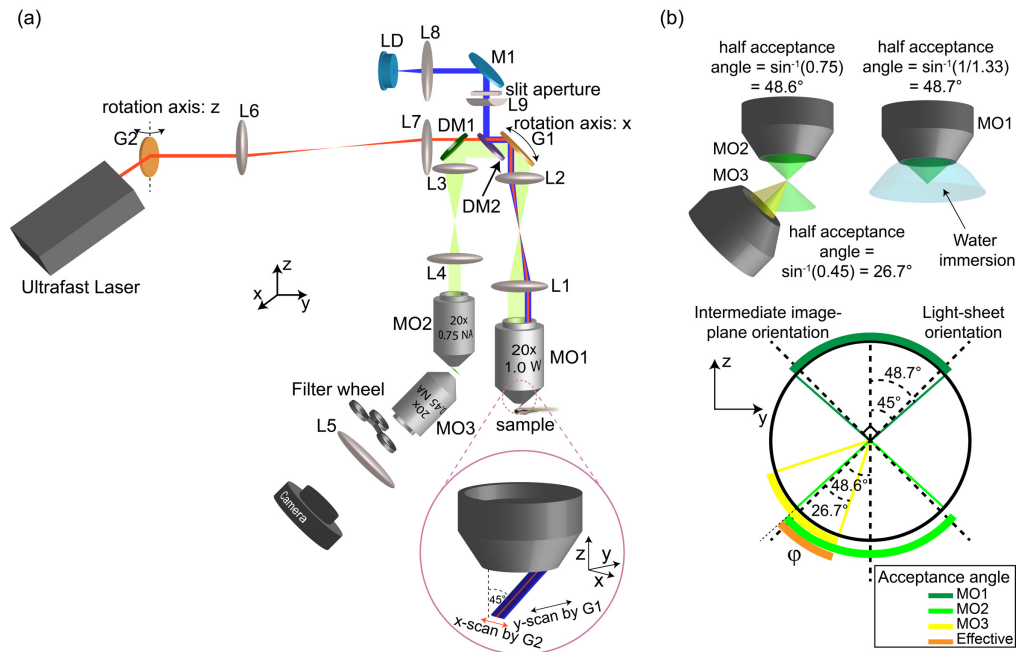 (a)
LD
L8
M1
slit aperture
L9
rotation axis: x
G1
rotation axis: z
G2
L6
L7
DM1
L3
L2
DM2
Ultrafast Laser
z
x
y
L4
L1
MO2
20x
0.75 NA
20x
1.0 W
MO1
Filter wheel
20x
0.45 NA
MO3
sample
L5
Camera
z
y
x
45°
y-scan by G1
x-scan by G2
(b)
half acceptance
angle = sin⁻¹(0.75)
= 48.6°
half acceptance
angle = sin⁻¹(1/1.33)
= 48.7°
MO1
MO2
MO3
half acceptance
angle =
sin⁻¹(0.45) = 26.7°
Water
immersion
Intermediate image-
plane orientation
Light-sheet
orientation
z
y
48.7°
45°
48.6°
26.7°
φ
Acceptance angle
MO1
MO2
MO3
Effective